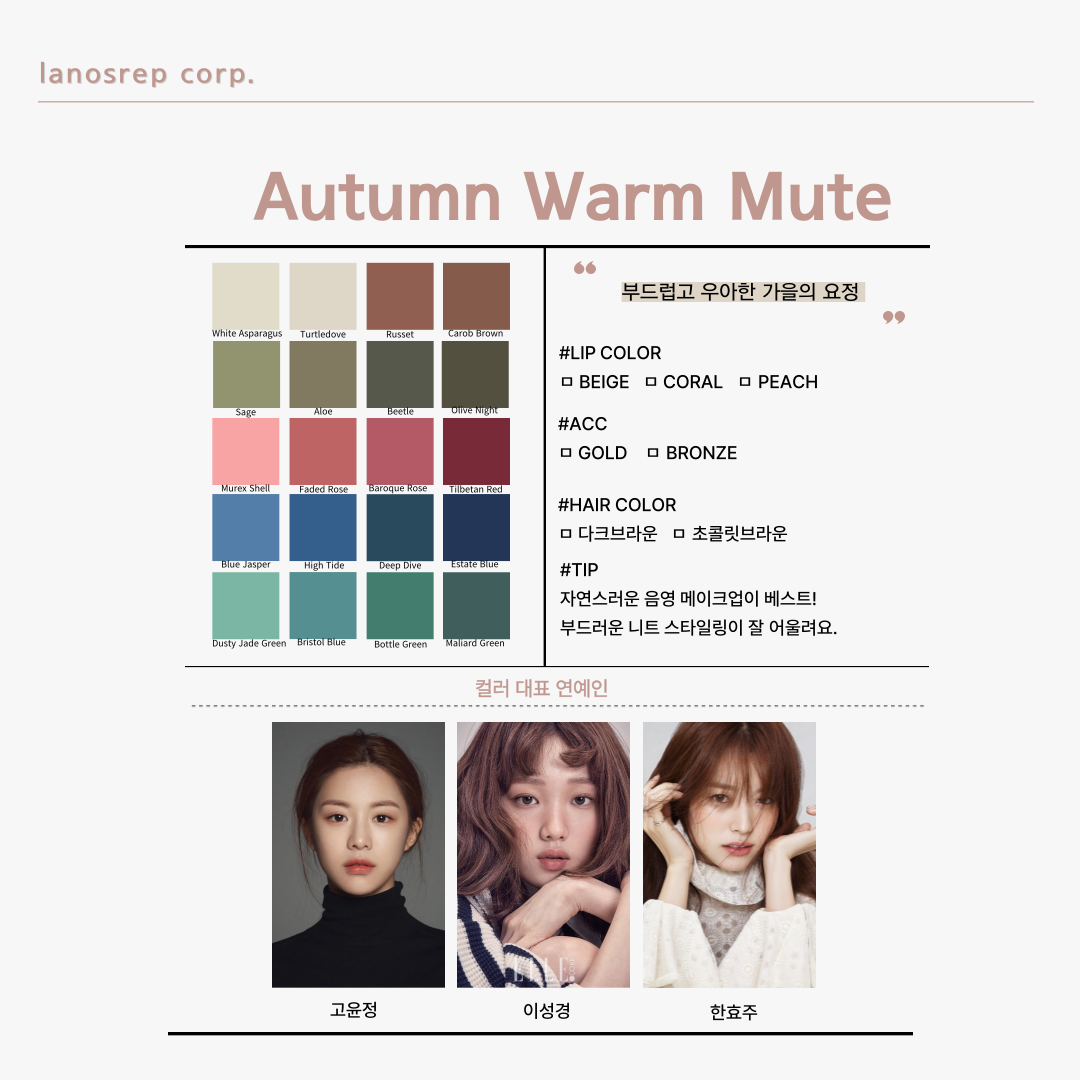 lanosrep corp.
Autumn Warm Mute
White Asparagus Turtledove Russet Carob Brown
Sage Aloe Beetle Olive Night
Murex Shell Faded Rose Baroque Rose Tilbetan Red
Blue Jasper High Tide Deep Dive Estate Blue
Dusty Jade Green Bristol Blue Bottle Green Maliard Green
❝ 부드럽고 우아한 가을의 요정 ❞
#LIP COLOR
ㅁ BEIGE ㅁ CORAL ㅁ PEACH
#ACC
ㅁ GOLD ㅁ BRONZE
#HAIR COLOR
ㅁ 다크브라운 ㅁ 초콜릿브라운
#TIP
자연스러운 음영 메이크업이 베스트!
부드러운 니트 스타일링이 잘 어울려요.
컬러 대표 연예인
ELLE
고윤정 이성경 한효주